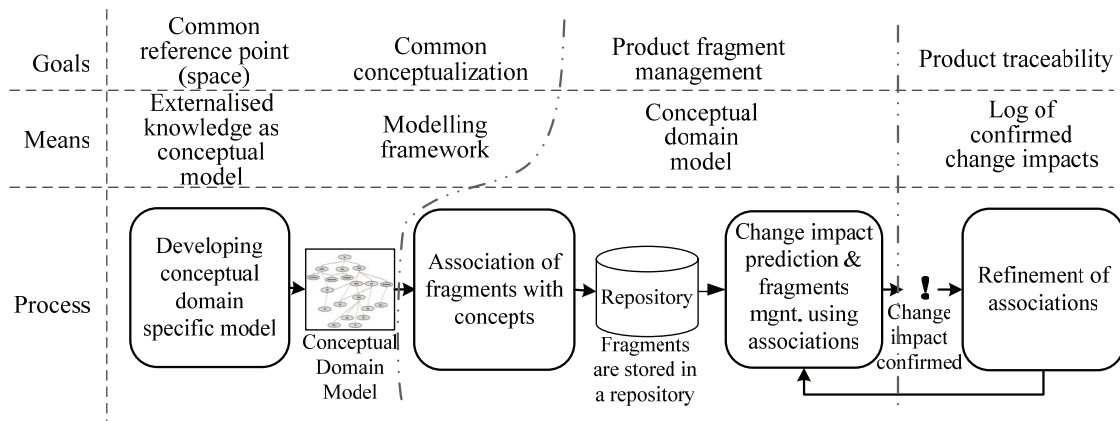 Goals
Common
reference point
(space)
Common
conceptualization
Product fragment
management
Product traceability
Means
Externalised
knowledge as
conceptual
model
Modelling
framework
Conceptual
domain
model
Log of
confirmed
change impacts
Process
Developing
conceptual
domain
specific model
Conceptual
Domain
Model
Association of
fragments with
concepts
Repository
Fragments
are stored in
a repository
Change impact
prediction &
fragments
mgnt. using
associations
!
Change
impact
confirmed
Refinement of
associations